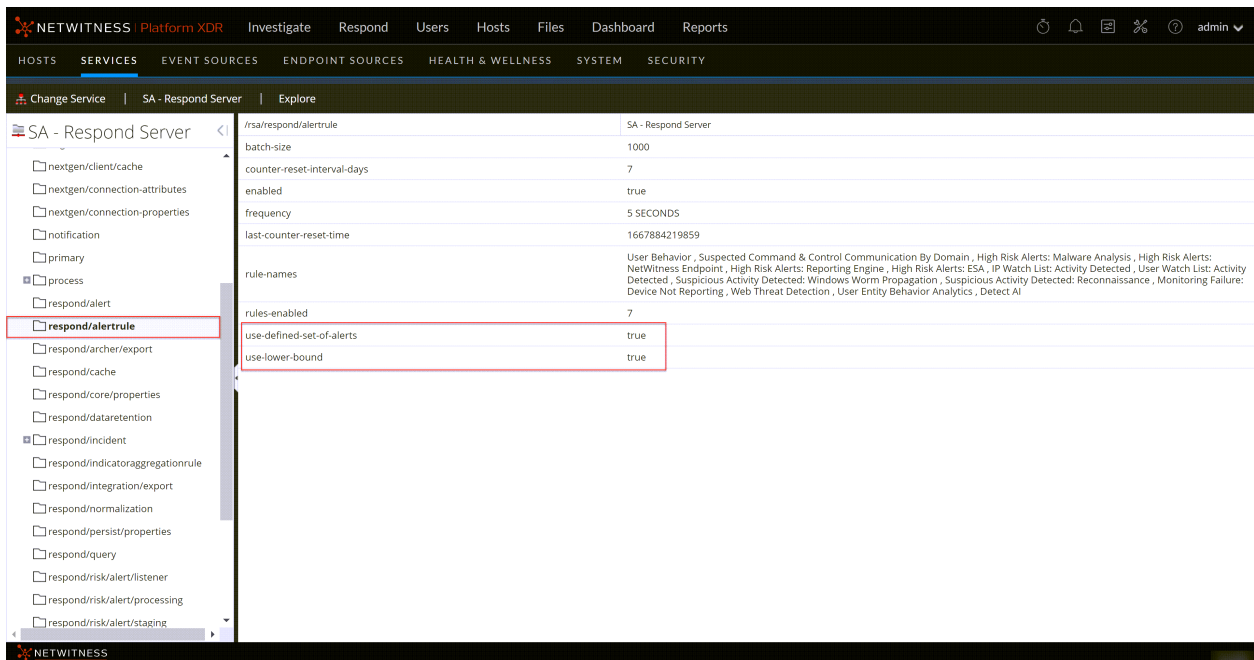 NETWITNESS Platform XDR Investigate Respond Users Hosts Files Dashboard Reports admin
HOSTS SERVICES EVENT SOURCES ENDPOINT SOURCES HEALTH & WELLNESS SYSTEM SECURITY
Change Service | SA - Respond Server | Explore
SA - Respond Server
nextgen/client/cache
nextgen/connection-attributes
nextgen/connection-properties
notification
primary
process
respond/alert
respond/alertrule
respond/archer/export
respond/cache
respond/core/properties
respond/dataretention
respond/incident
respond/indicatoraggregationrule
respond/integration/export
respond/normalization
respond/persist/properties
respond/query
respond/risk/alert/listener
respond/risk/alert/processing
respond/risk/alert/staging
/rsa/respond/alertrule SA - Respond Server
batch-size 1000
counter-reset-interval-days 7
enabled true
frequency 5 SECONDS
last-counter-reset-time 1667884219859
rule-names
User Behavior , Suspected Command & Control Communication By Domain , High Risk Alerts: Malware Analysis , High Risk Alerts:
NetWitness Endpoint , High Risk Alerts: Reporting Engine , High Risk Alerts: ESA , IP Watch List: Activity Detected , User Watch List: Activity
Detected , Suspicious Activity Detected: Windows Worm Propagation , Suspicious Activity Detected: Reconnaissance , Monitoring Failure:
Device Not Reporting , Web Threat Detection , User Entity Behavior Analytics , Detect AI
rules-enabled 7
use-defined-set-of-alerts true
use-lower-bound true
NETWITNESS